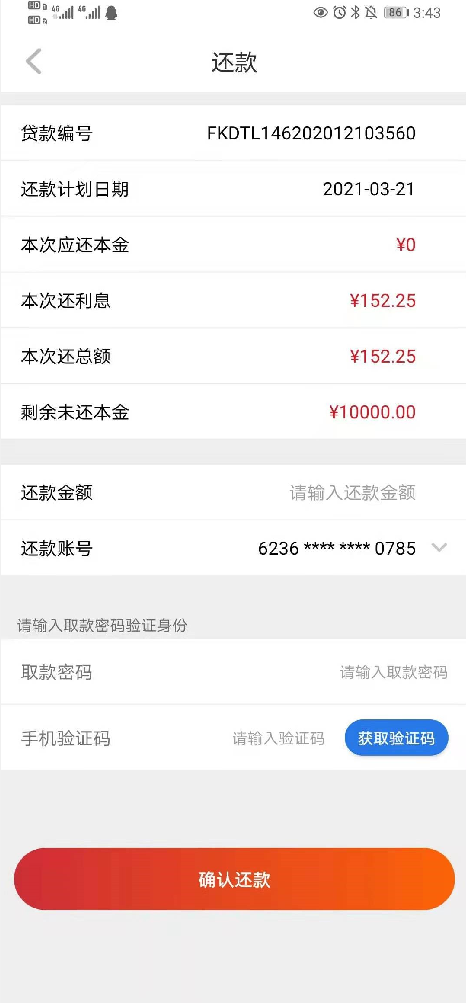 HD 4G 4G 86 3:43
HD
还款
贷款编号 FKDTL146202012103560
还款计划日期 2021-03-21
本次应还本金 ¥0
本次还利息 ¥152.25
本次还总额 ¥152.25
剩余未还本金 ¥10000.00
还款金额 请输入还款金额
还款账号 6236 **** **** 0785
请输入取款密码验证身份
取款密码 请输入取款密码
手机验证码 请输入验证码 获取验证码
确认还款